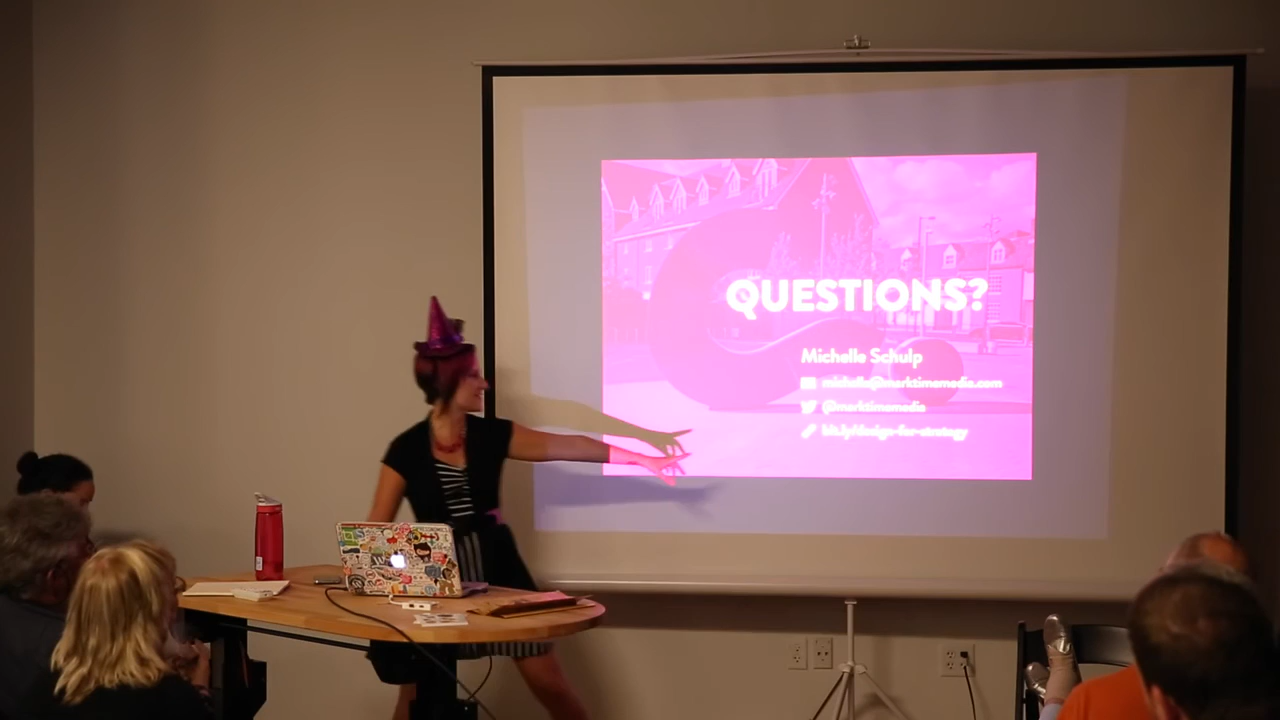 QUESTIONS?
Michelle Schulp
michelle@marktimemedia.com
@marktimemedia
bit.ly/design-for-strategy